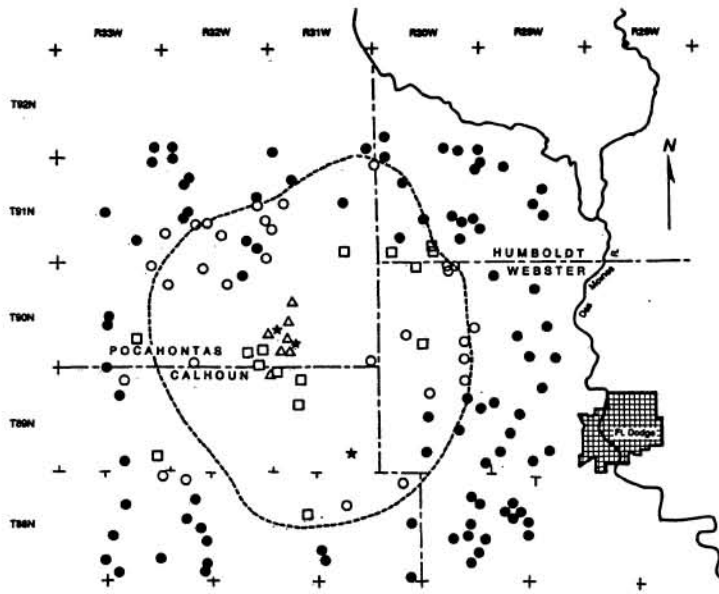 R33W R32W R31W R30W R29W R28W
T92N
N
T91N
HUMBOLDT
WEBSTER
Des Moines R.
T90N
POCAHONTAS
CALHOUN
T89N
Ft. Dodge
T88N